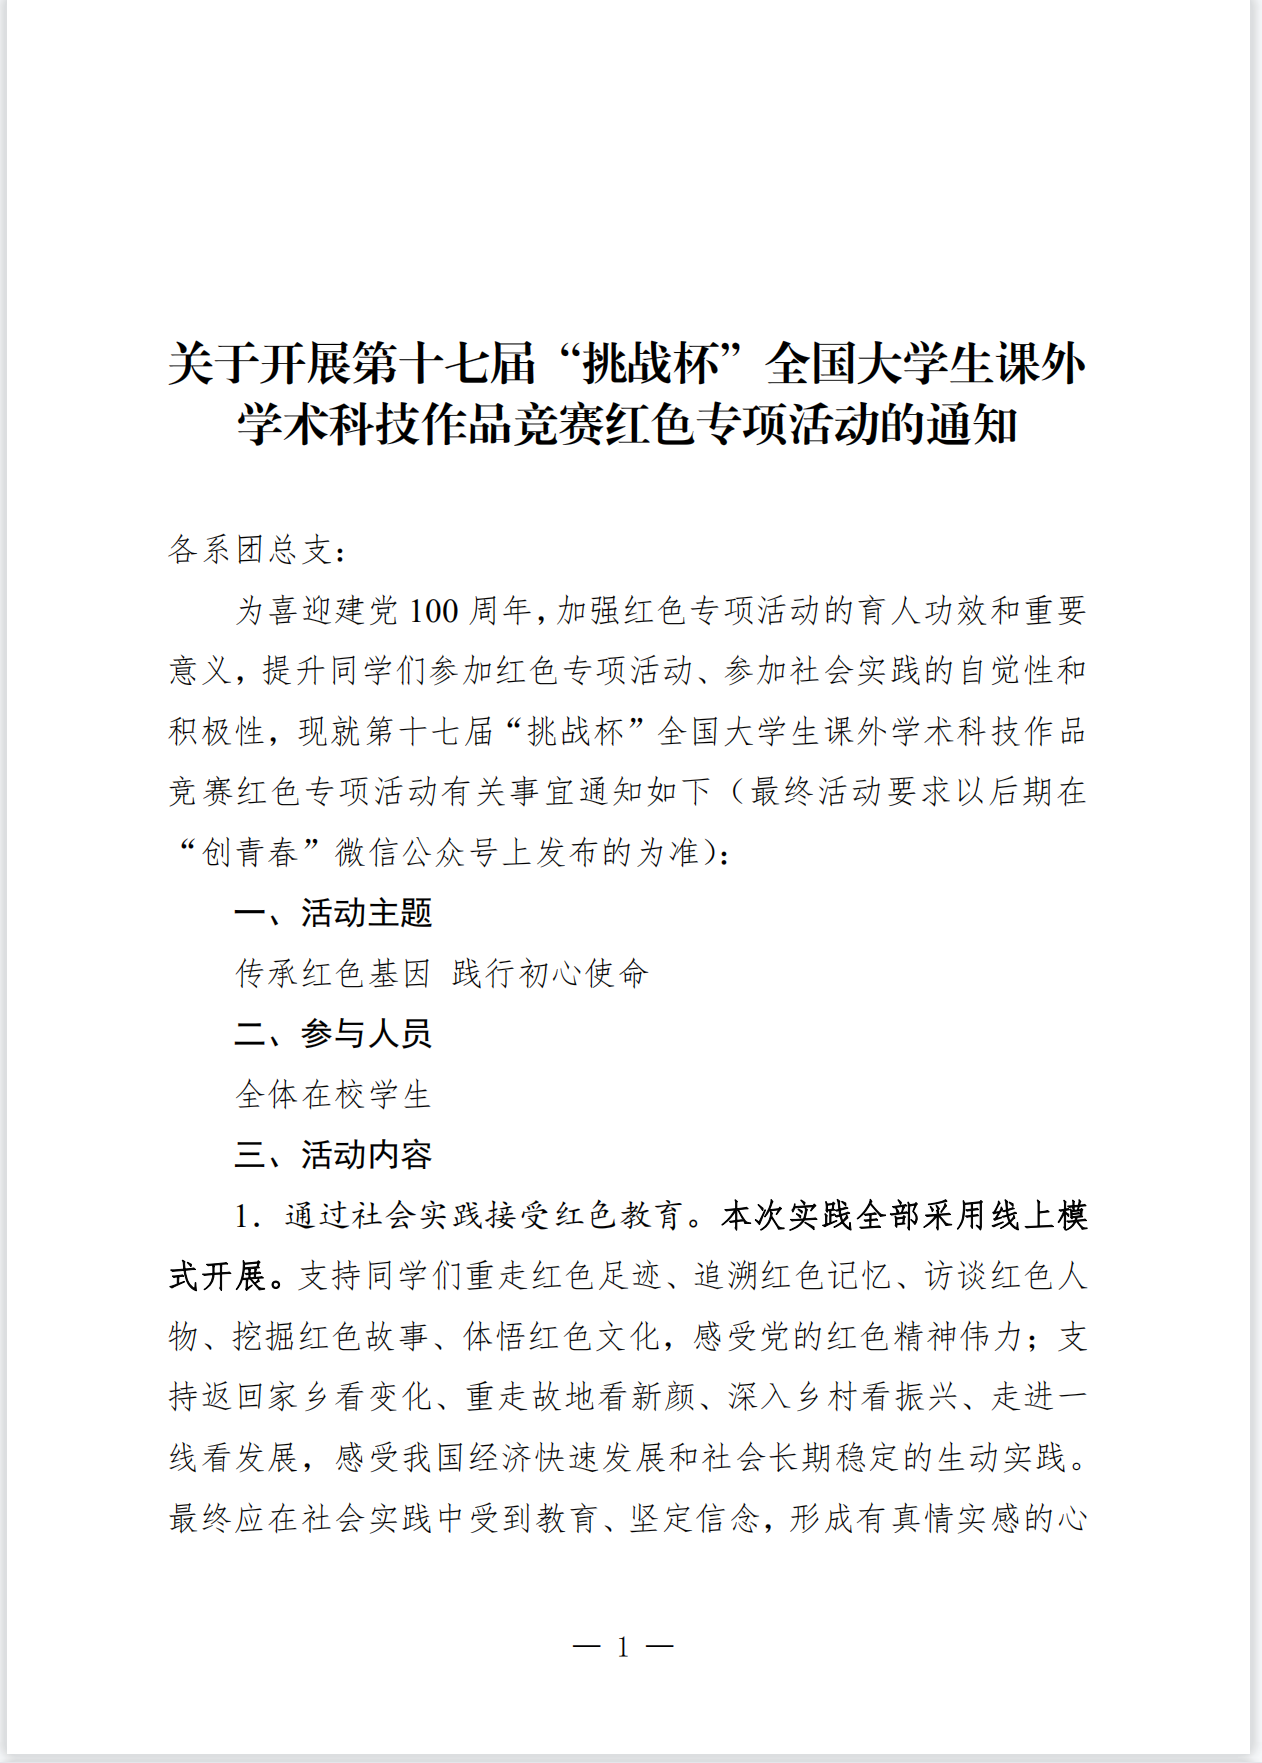 关于开展第十七届“挑战杯”全国大学生课外
学术科技作品竞赛红色专项活动的通知
各系团总支：
为喜迎建党 100 周年，加强红色专项活动的育人功效和重要
意义，提升同学们参加红色专项活动、参加社会实践的自觉性和
积极性，现就第十七届“挑战杯”全国大学生课外学术科技作品
竞赛红色专项活动有关事宜通知如下（最终活动要求以后期在
“创青春”微信公众号上发布的为准）：
一、活动主题
传承红色基因 践行初心使命
二、参与人员
全体在校学生
三、活动内容
1．通过社会实践接受红色教育。本次实践全部采用线上模
式开展。支持同学们重走红色足迹、追溯红色记忆、访谈红色人
物、挖掘红色故事、体悟红色文化，感受党的红色精神伟力；支
持返回家乡看变化、重走故地看新颜、深入乡村看振兴、走进一
线看发展，感受我国经济快速发展和社会长期稳定的生动实践。
最终应在社会实践中受到教育、坚定信念，形成有真情实感的心
— 1 —